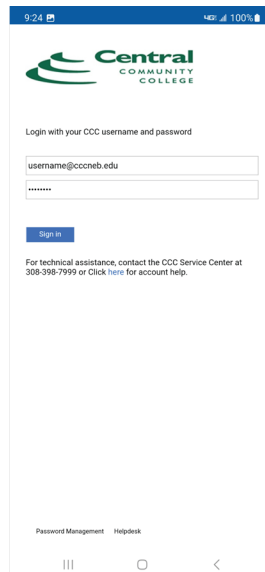 9:24 4GE 100%
Central
COMMUNITY
COLLEGE
Login with your CCC username and password
username@cccneb.edu
••••••••
Sign in
For technical assistance, contact the CCC Service Center at
308-398-7999 or Click here for account help.
Password Management Helpdesk